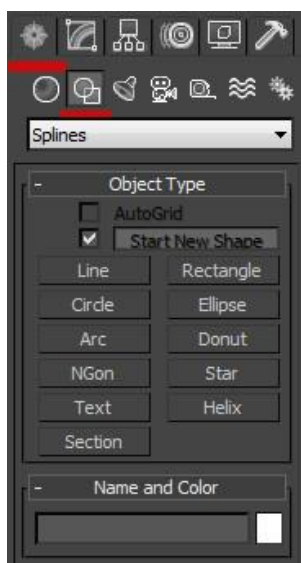 Splines
- Object Type
AutoGrid
Start New Shape
Line Rectangle
Circle Ellipse
Arc Donut
NGon Star
Text Helix
Section
- Name and Color